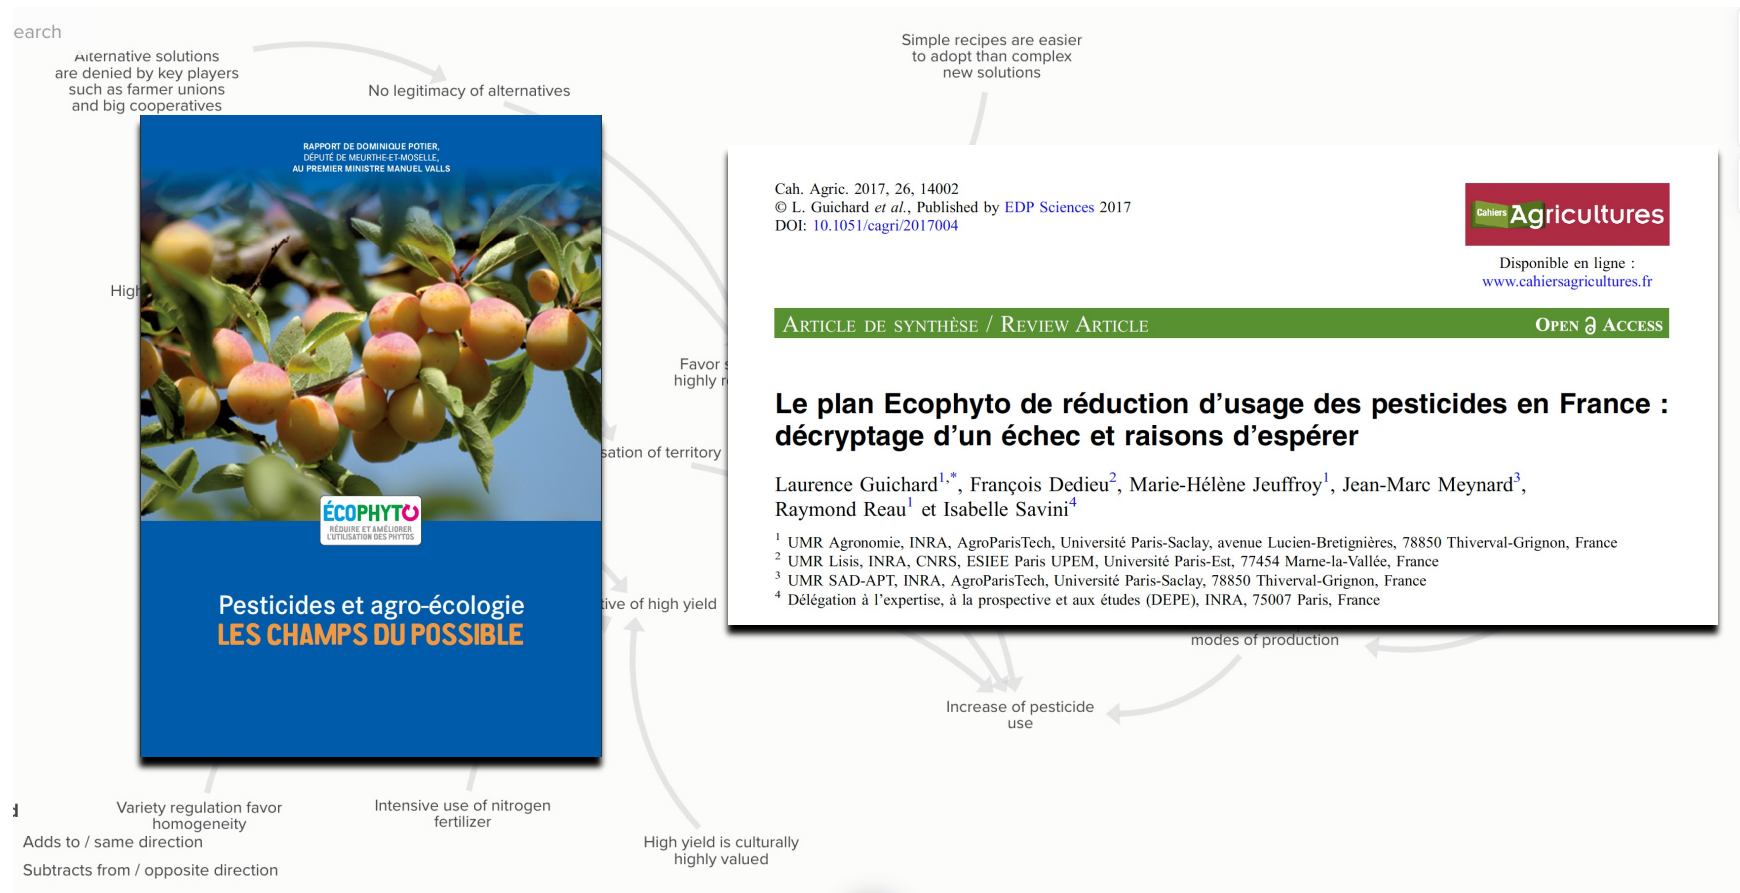 earch
Alternative solutions
are denied by key players
such as farmer unions
and big cooperatives
No legitimacy of alternatives
Simple recipes are easier
to adopt than complex
new solutions
RAPPORT DE DOMINIQUE POTIER,
DÉPUTÉ DE MEURTHE-ET-MOSELLE,
AU PREMIER MINISTRE MANUEL VALLS
ÉCOPHYTO
RÉDUIRE ET AMÉLIORER
L'UTILISATION DES PHYTOS
Pesticides et agro-écologie
LES CHAMPS DU POSSIBLE
High
Favor
highly
sation of territory
tive of high yield
Cah. Agric. 2017, 26, 14002
© L. Guichard et al., Published by EDP Sciences 2017
DOI: 10.1051/cagri/2017004
Cahiers Agricultures
Disponible en ligne :
www.cahiersagricultures.fr
ARTICLE DE SYNTHÈSE / REVIEW ARTICLE
OPEN ACCESS
Le plan Ecophyto de réduction d'usage des pesticides en France :
décryptage d'un échec et raisons d'espérer
Laurence Guichard1,*, François Dedieu2, Marie-Hélène Jeuffroy1, Jean-Marc Meynard3,
Raymond Reau1 et Isabelle Savini4
1 UMR Agronomie, INRA, AgroParisTech, Université Paris-Saclay, avenue Lucien-Bretignières, 78850 Thiverval-Grignon, France
2 UMR Lisis, INRA, CNRS, ESIEE Paris UPEM, Université Paris-Est, 77454 Marne-la-Vallée, France
3 UMR SAD-APT, INRA, AgroParisTech, Université Paris-Saclay, 78850 Thiverval-Grignon, France
4 Délégation à l'expertise, à la prospective et aux études (DEPE), INRA, 75007 Paris, France
modes of production
Increase of pesticide
use
Variety regulation favor
homogeneity
Intensive use of nitrogen
fertilizer
High yield is culturally
highly valued
Adds to / same direction
Subtracts from / opposite direction